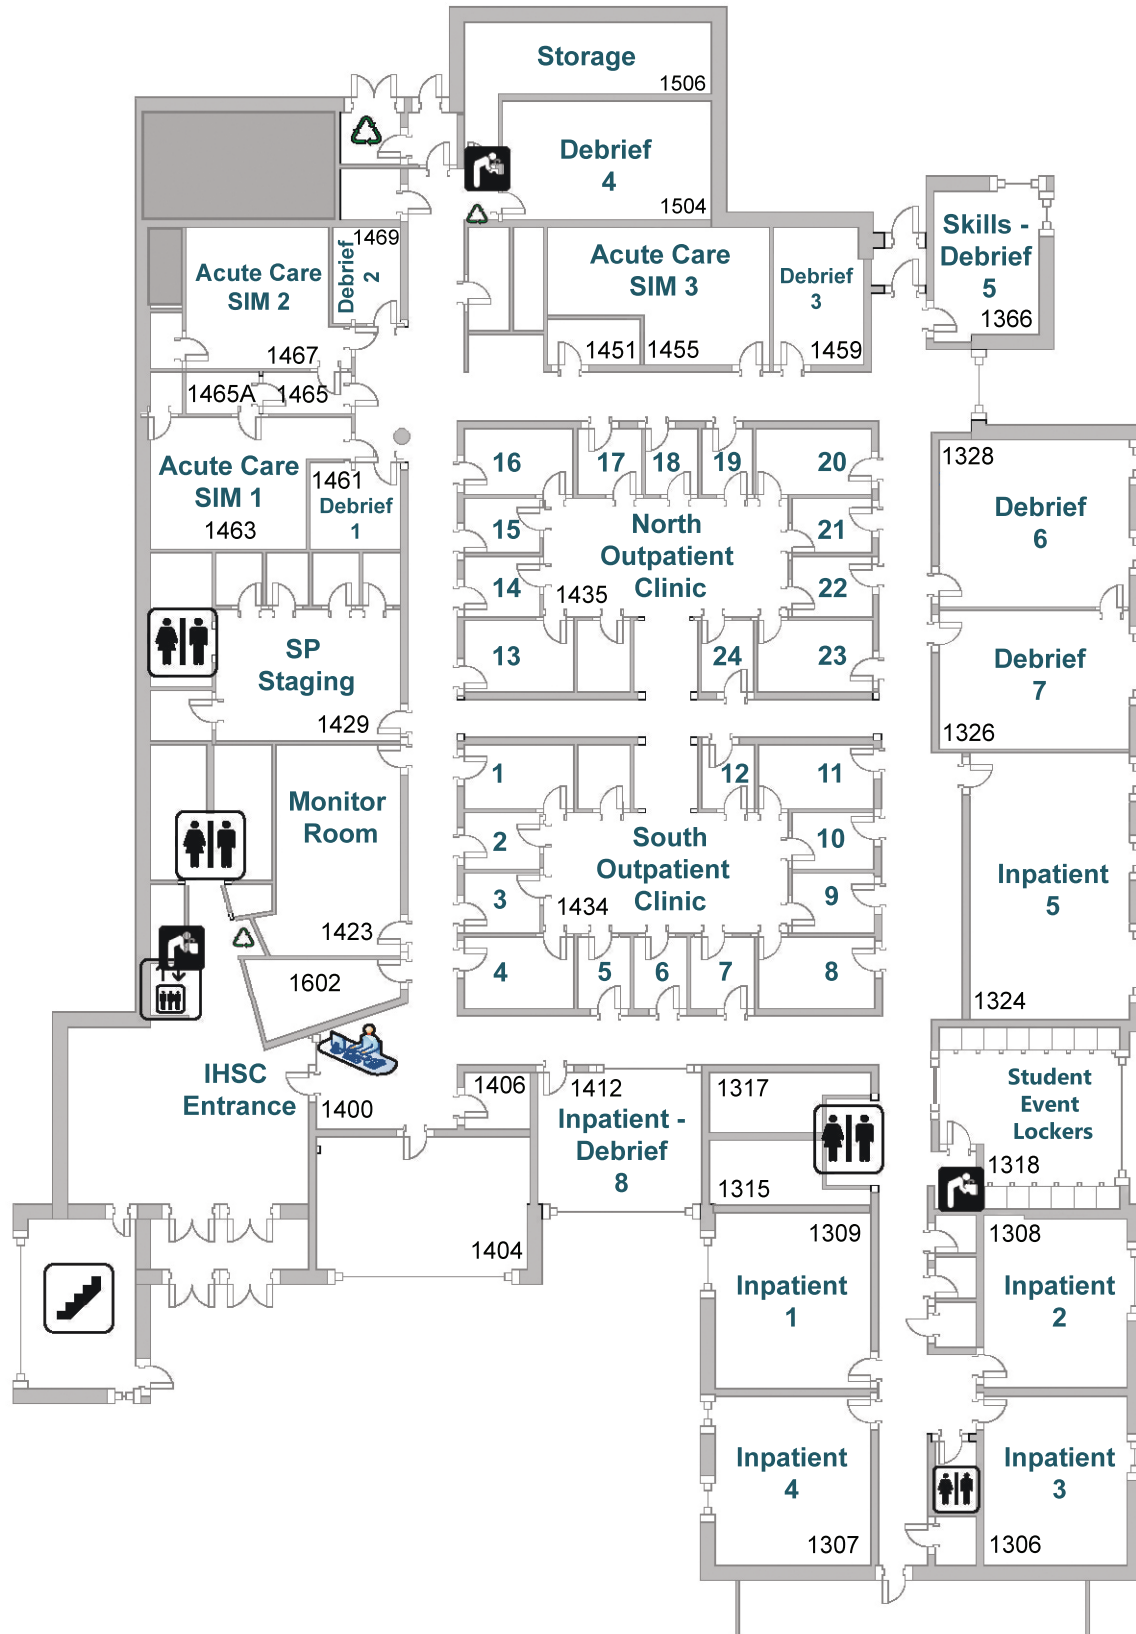 Storage
1506
Debrief
4
1504
Skills -
Debrief
5
1366
1469
Debrief
2
Acute Care
SIM 2
1467
Acute Care
SIM 3
1451
1455
Debrief
3
1459
1465A
1465
Acute Care
SIM 1
1463
1461
Debrief
1
16
17
18
19
20
15
North
Outpatient
Clinic
1435
21
14
22
13
24
23
1328
Debrief
6
Debrief
7
1326
SP
Staging
1429
1
12
11
Monitor
Room
1423
2
South
Outpatient
Clinic
1434
10
3
9
4
5
6
7
8
Inpatient
5
1324
1602
IHSC
Entrance
1400
1406
1412
Inpatient -
Debrief
8
1317
1315
Student
Event
Lockers
1318
1404
1309
Inpatient
1
1308
Inpatient
2
Inpatient
4
1307
Inpatient
3
1306